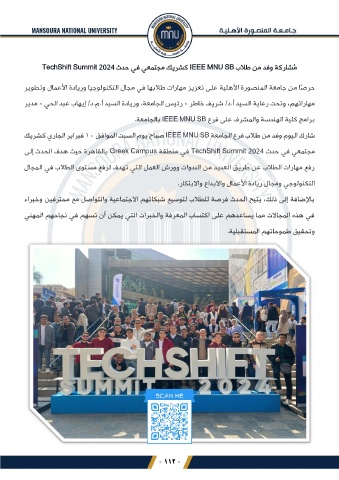 MANSOURA NATIONAL UNIVERSITY
جـامـعـة المنصـورة الأهـلـيـة
MNU
مُشاركة وفد من طلاب IEEE MNU SB كشريك مجتمعي في حدث TechShift Summit 2024
حرصًا من جامعة المنصورة الأهلية على تعزيز مهارات طلابها في مجال التكنولوجيا وريادة الأعمال وتطوير
مهاراتهم، وتحت رعاية السيد أ.د/ شريف خاطر - رئيس الجامعة، وريادة السيد أ.م.د/ إيهاب عبد الحي - مدير
برامج كلية الهندسة والمشرف على فرع IEEE MNU SB بالجامعة.
شارك اليوم وفد من طلاب فرع الجامعة IEEE MNU SB صباح يوم السبت الموافق ١٠ فبراير الجاري كشريك
مجتمعي في حدث TechShift Summit 2024 في منطقة Greek Campus بالقاهرة حيث هدف الحدث إلى
رفع مهارات الطلاب عن طريق العديد من الندوات وورش العمل التي تهدف لرفع مستوى الطلاب في المجال
التكنولوجي ومجال ريادة الأعمال والابداع والابتكار.
بالإضافة إلى ذلك، يتيح الحدث فرصة للطلاب لتوسيع شبكاتهم الاجتماعية والتواصل مع محترفين وخبراء
في هذه المجالات مما يساعدهم على اكتساب المعرفة والخبرات التي يمكن أن تسهم في نجاحهم المهني
وتحقيق طموحاتهم المستقبلية.
TECHSHIFT
SUMMIT 2024
SCAN ME
- ١١٢ -